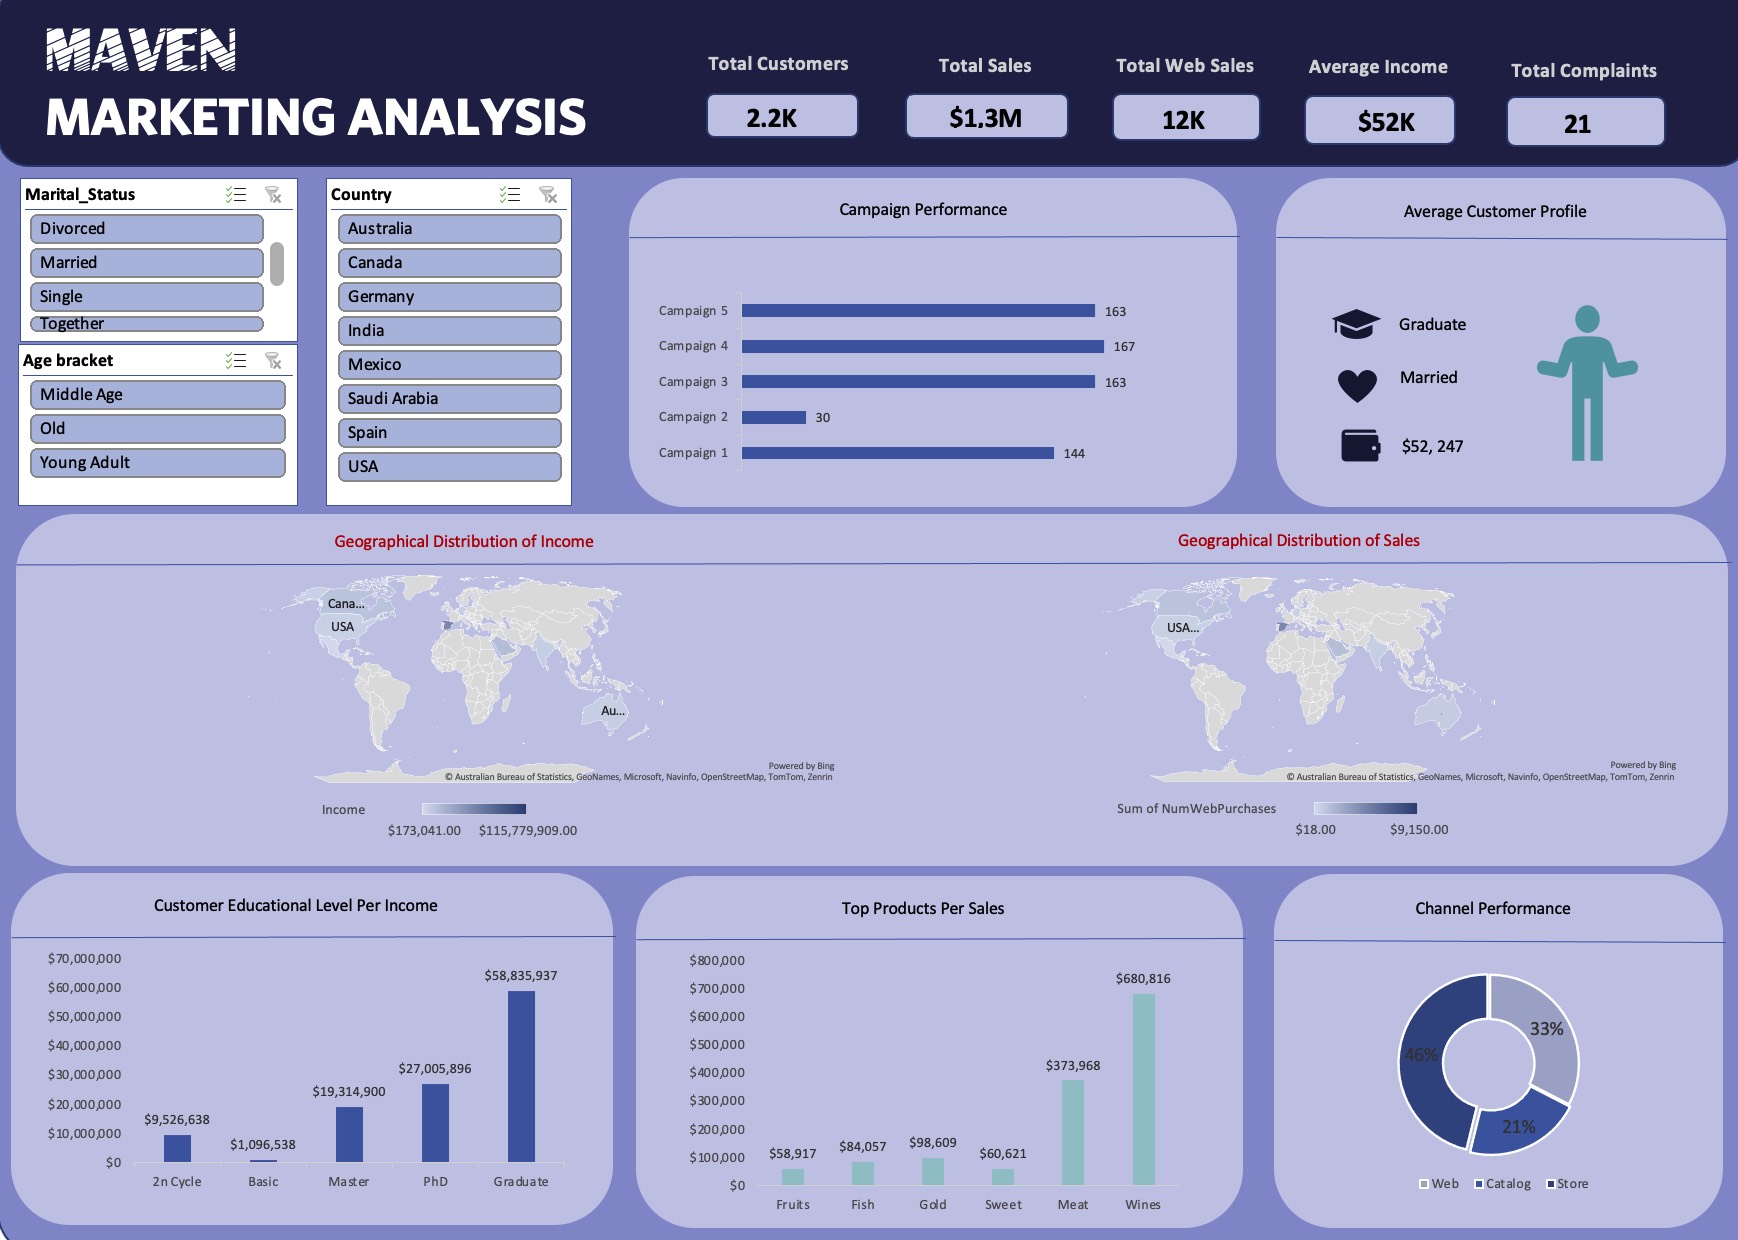 MAVEN
MARKETING ANALYSIS
Total Customers
2.2K
Total Sales
$1,3M
Total Web Sales
12K
Average Income
$52K
Total Complaints
21
Marital_Status
Divorced
Married
Single
Together
Age bracket
Middle Age
Old
Young Adult
Country
Australia
Canada
Germany
India
Mexico
Saudi Arabia
Spain
USA
Campaign Performance
Campaign 5
163
Campaign 4
167
Campaign 3
163
Campaign 2
30
Campaign 1
144
Average Customer Profile
Graduate
Married
$52, 247
Geographical Distribution of Income
Cana...
USA
Au...
Powered by Bing
© Australian Bureau of Statistics, GeoNames, Microsoft, Navinfo, OpenStreetMap, TomTom, Zenrin
Income
$173,041.00 $115,779,909.00
Geographical Distribution of Sales
USA...
Powered by Bing
© Australian Bureau of Statistics, GeoNames, Microsoft, Navinfo, OpenStreetMap, TomTom, Zenrin
Sum of NumWebPurchases
$18.00 $9,150.00
Customer Educational Level Per Income
$70,000,000
$60,000,000
$50,000,000
$40,000,000
$30,000,000
$20,000,000
$10,000,000
$0
$9,526,638
$1,096,538
$19,314,900
$27,005,896
$58,835,937
2n Cycle Basic Master PhD Graduate
Top Products Per Sales
$800,000
$700,000
$600,000
$500,000
$400,000
$300,000
$200,000
$100,000
$0
$58,917
$84,057
$98,609
$60,621
$373,968
$680,816
Fruits Fish Gold Sweet Meat Wines
Channel Performance
33%
46%
21%
Web Catalog Store